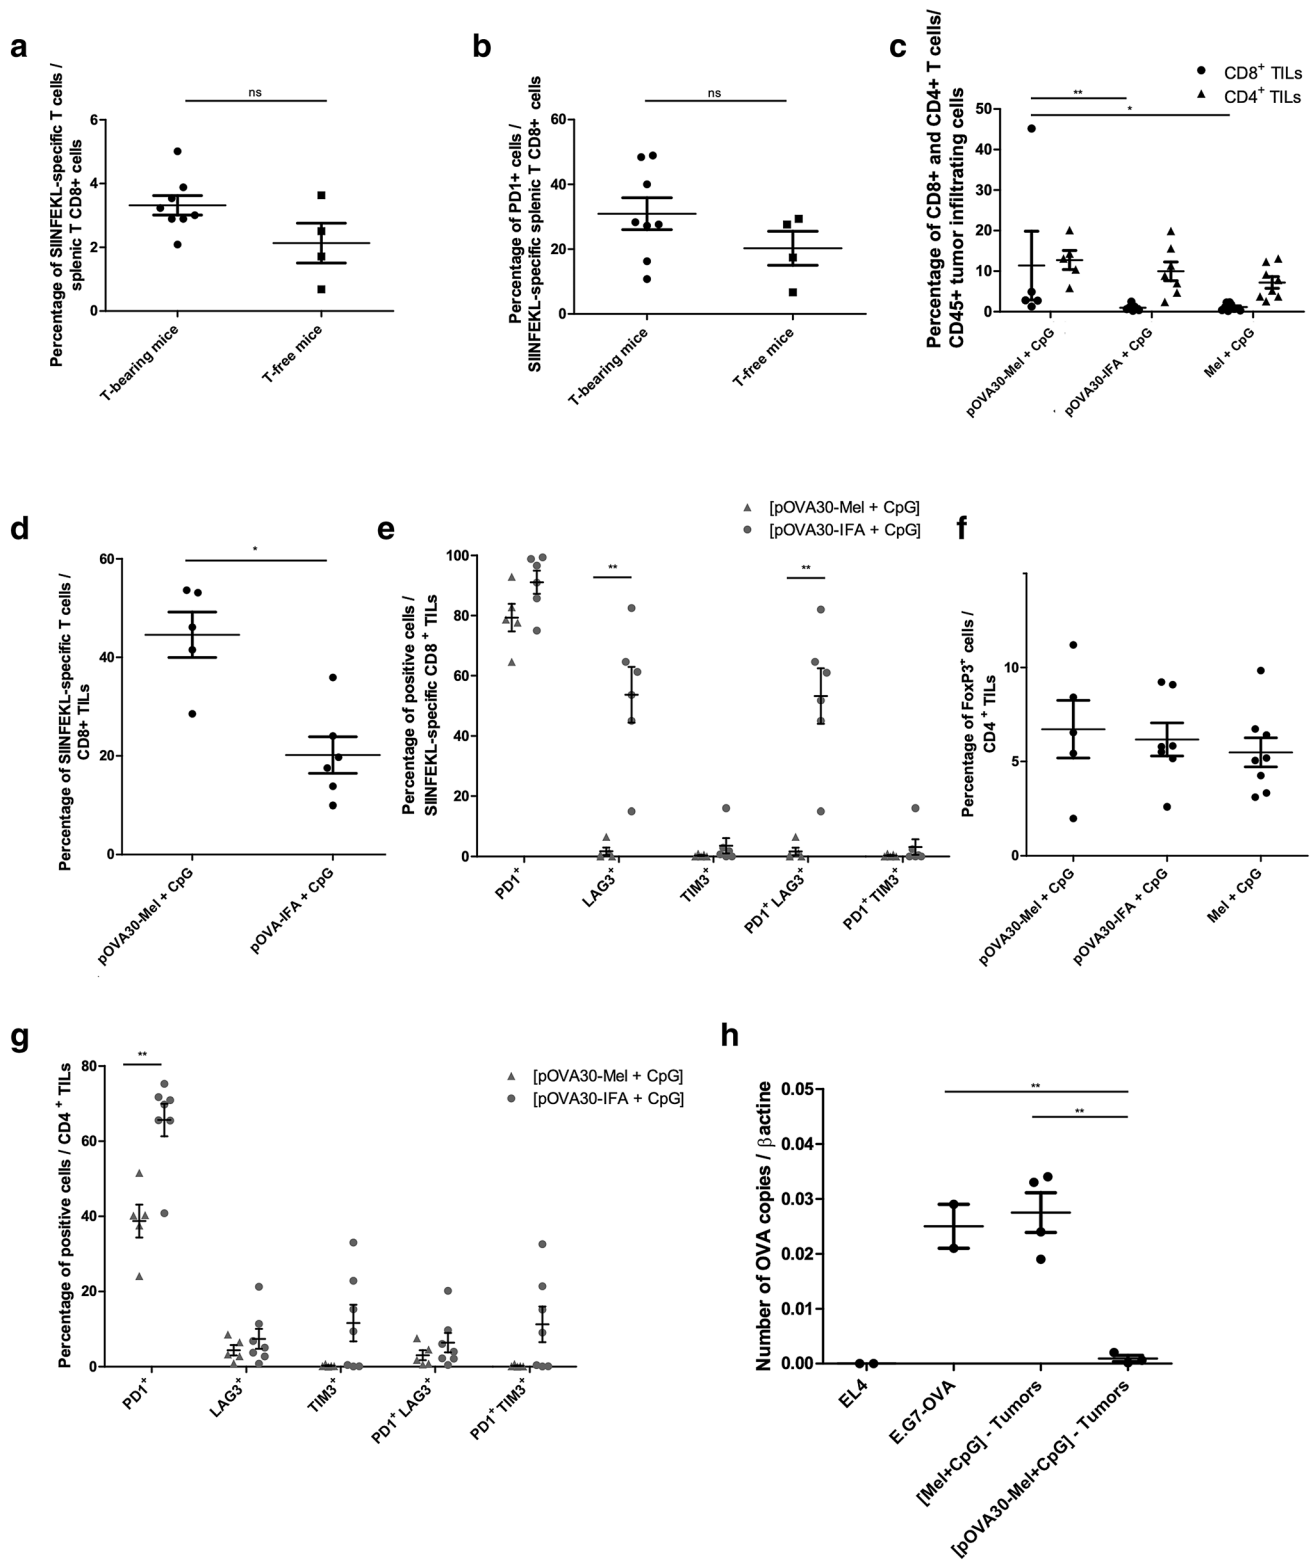 a
Percentage of SIINFEKL-specific T cells /
splenic T CD8+ cells
ns
6
4
2
0
T-bearing mice
T-free mice
b
Percentage of PD1+ cells /
SIINFEKL-specific splenic T CD8+ cells
ns
60
40
20
0
T-bearing mice
T-free mice
c
Percentage of CD8+ and CD4+ T cells/
CD45+ tumor infiltrating cells
CD8+ TILs
CD4+ TILs
**
*
50
40
30
20
10
0
pOVA30-Mel + CpG
pOVA30-IFA + CpG
Mel + CpG
d
Percentage of SIINFEKL-specific T cells /
CD8+ TILs
*
60
40
20
0
pOVA30-Mel + CpG
pOVA-IFA + CpG
e
Percentage of positive cells /
SIINFEKL-specific CD8 + TILs
[pOVA30-Mel + CpG]
[pOVA30-IFA + CpG]
**
**
100
80
60
40
20
0
PD1+
LAG3+
TIM3+
PD1+ LAG3+
PD1+ TIM3+
f
Percentage of FoxP3+ cells /
CD4 + TILs
10
5
0
pOVA30-Mel + CpG
pOVA30-IFA + CpG
Mel + CpG
g
Percentage of positive cells / CD4 + TILs
[pOVA30-Mel + CpG]
[pOVA30-IFA + CpG]
**
80
60
40
20
0
PD1+
LAG3+
TIM3+
PD1+ LAG3+
PD1+ TIM3+
h
Number of OVA copies / β actine
**
**
0.05
0.04
0.03
0.02
0.01
0.00
EL4
E.G7-OVA
[Mel+CpG] - Tumors
[pOVA30-Mel+CpG] - Tumors